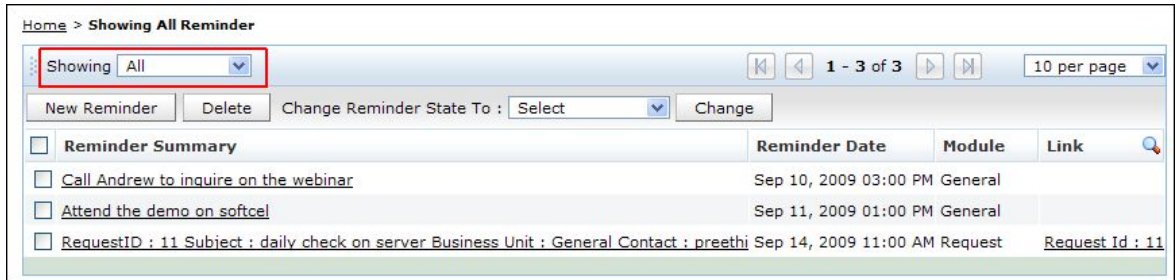 Home > Showing All Reminder
Showing All 1 - 3 of 3 10 per page
New Reminder Delete Change Reminder State To : Select Change
Reminder Summary Reminder Date Module Link
Call Andrew to inquire on the webinar Sep 10, 2009 03:00 PM General
Attend the demo on softcel Sep 11, 2009 01:00 PM General
RequestID : 11 Subject : daily check on server Business Unit : General Contact : preethi Sep 14, 2009 11:00 AM Request Request Id : 11